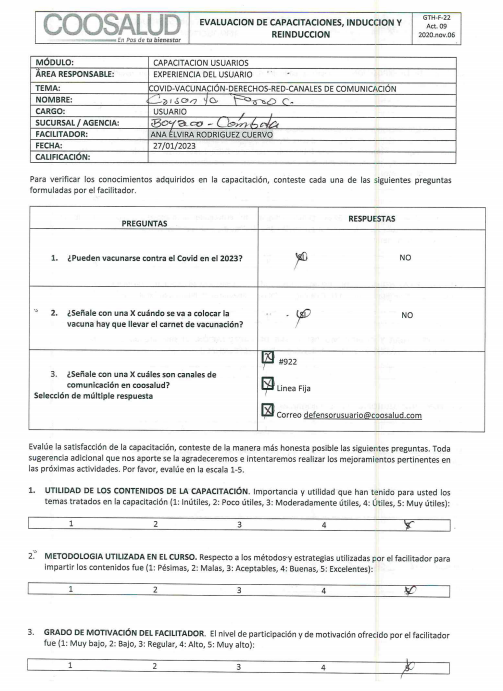 COOSALUD
En Pos de tu bienestar
EVALUACION DE CAPACITACIONES, INDUCCION Y REINDUCCION
GTH-F-22
Act. 09
2020.nov.06
MÓDULO: CAPACITACION USUARIOS
ÁREA RESPONSABLE: EXPERIENCIA DEL USUARIO
TEMA: COVID-VACUNACIÓN-DERECHOS-RED-CANALES DE COMUNICACIÓN
NOMBRE:
CARGO: USUARIO
SUCURSAL / AGENCIA: Boyaca - Combita
FACILITADOR: ANA ELVIRA RODRIGUEZ CUERVO
FECHA: 27/01/2023
CALIFICACIÓN:
Para verificar los conocimientos adquiridos en la capacitación, conteste cada una de las siguientes preguntas
formuladas por el facilitador.
PREGUNTAS RESPUESTAS
1. ¿Pueden vacunarse contra el Covid en el 2023? NO
2. ¿Señale con una X cuándo se va a colocar la
vacuna hay que llevar el carnet de vacunación? NO
3. ¿Señale con una X cuáles son canales de
comunicación en coosalud?
Selección de múltiple respuesta
#922
Linea Fija
Correo defensorusuario@coosalud.com
Evalúe la satisfacción de la capacitación, conteste de la manera más honesta posible las siguientes preguntas. Toda
sugerencia adicional que nos aporte se la agradeceremos e intentaremos realizar los mejoramientos pertinentes en
las próximas actividades. Por favor, evalúe en la escala 1-5.
1. UTILIDAD DE LOS CONTENIDOS DE LA CAPACITACIÓN. Importancia y utilidad que han tenido para usted los
temas tratados en la capacitación (1: Inútiles, 2: Poco útiles, 3: Moderadamente útiles, 4: Útiles, 5: Muy útiles):
1 2 3 4
2. METODOLOGIA UTILIZADA EN EL CURSO. Respecto a los métodos y estrategias utilizadas por el facilitador para
impartir los contenidos fue (1: Pésimas, 2: Malas, 3: Aceptables, 4: Buenas, 5: Excelentes):
1 2 3 4
3. GRADO DE MOTIVACIÓN DEL FACILITADOR. El nivel de participación y de motivación ofrecido por el facilitador
fue (1: Muy bajo, 2: Bajo, 3: Regular, 4: Alto, 5: Muy alto):
1 2 3 4